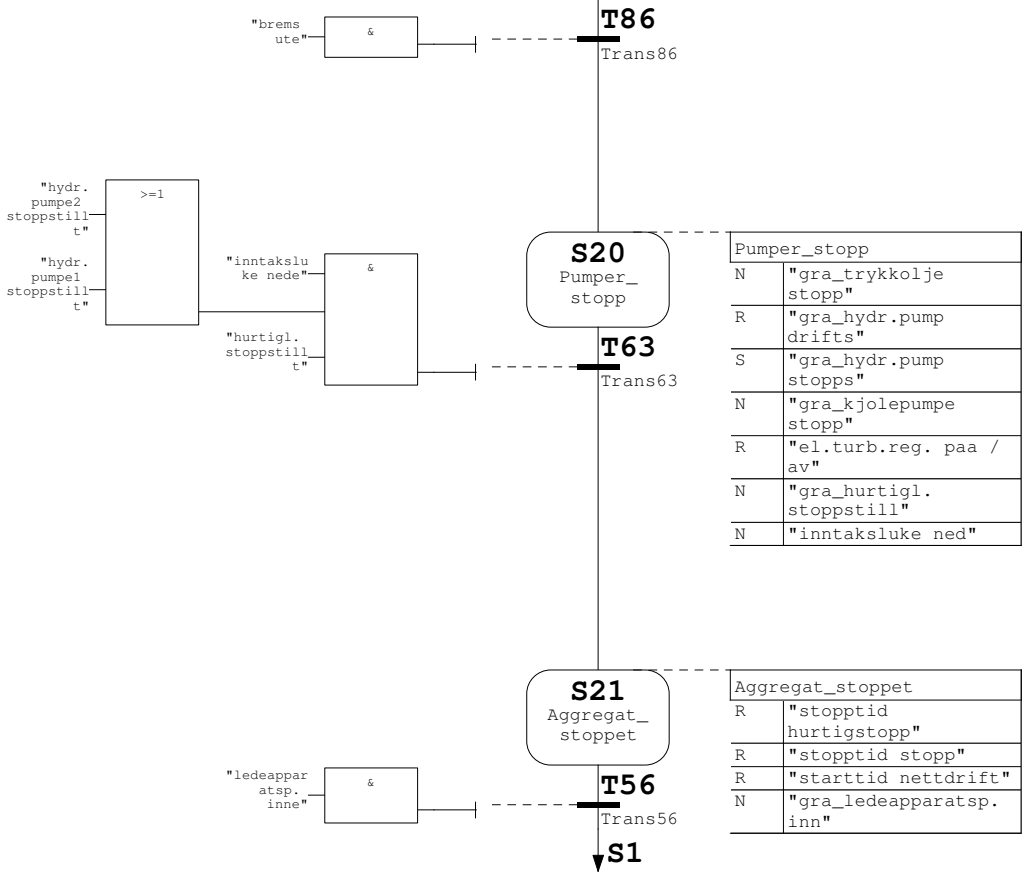 T86
"brems
ute"
&
Trans86
"hydr.
pumpe2
stoppstill
t"
>=1
"hydr.
pumpe1
stoppstill
t"
"inntakslu
ke nede"
&
"hurtigl.
stoppstill
t"
S20
Pumper_
stopp
T63
Trans63
Pumper_stopp
N "gra_trykkolje
stopp"
R "gra_hydr.pump
drifts"
S "gra_hydr.pump
stopps"
N "gra_kjolepumpe
stopp"
R "el.turb.reg. paa /
av"
N "gra_hurtigl.
stoppstill"
N "inntaksluke ned"
S21
Aggregat_
stoppet
Aggregat_stoppet
R "stopptid
hurtigstopp"
R "stopptid stopp"
R "starttid nettdrift"
N "gra_ledeapparatsp.
inn"
"ledeappar
atsp.
inne"
&
T56
Trans56
S1